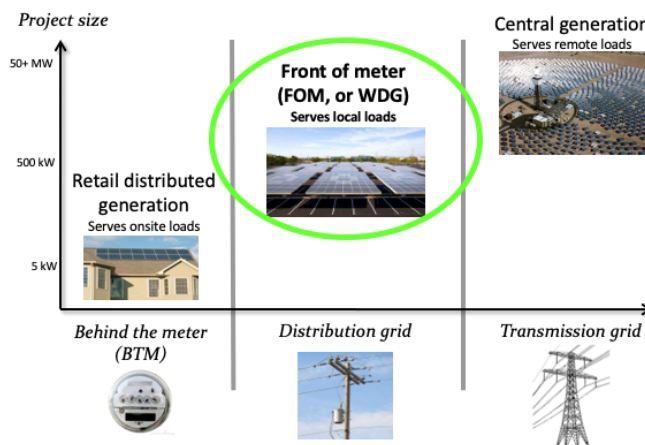 Project size
50+ MW
500 kW
5 kW
Retail distributed
generation
Serves onsite loads
Front of meter
(FOM, or WDG)
Serves local loads
Central generation
Serves remote loads
Behind the meter
(BTM)
Distribution grid
Transmission grid